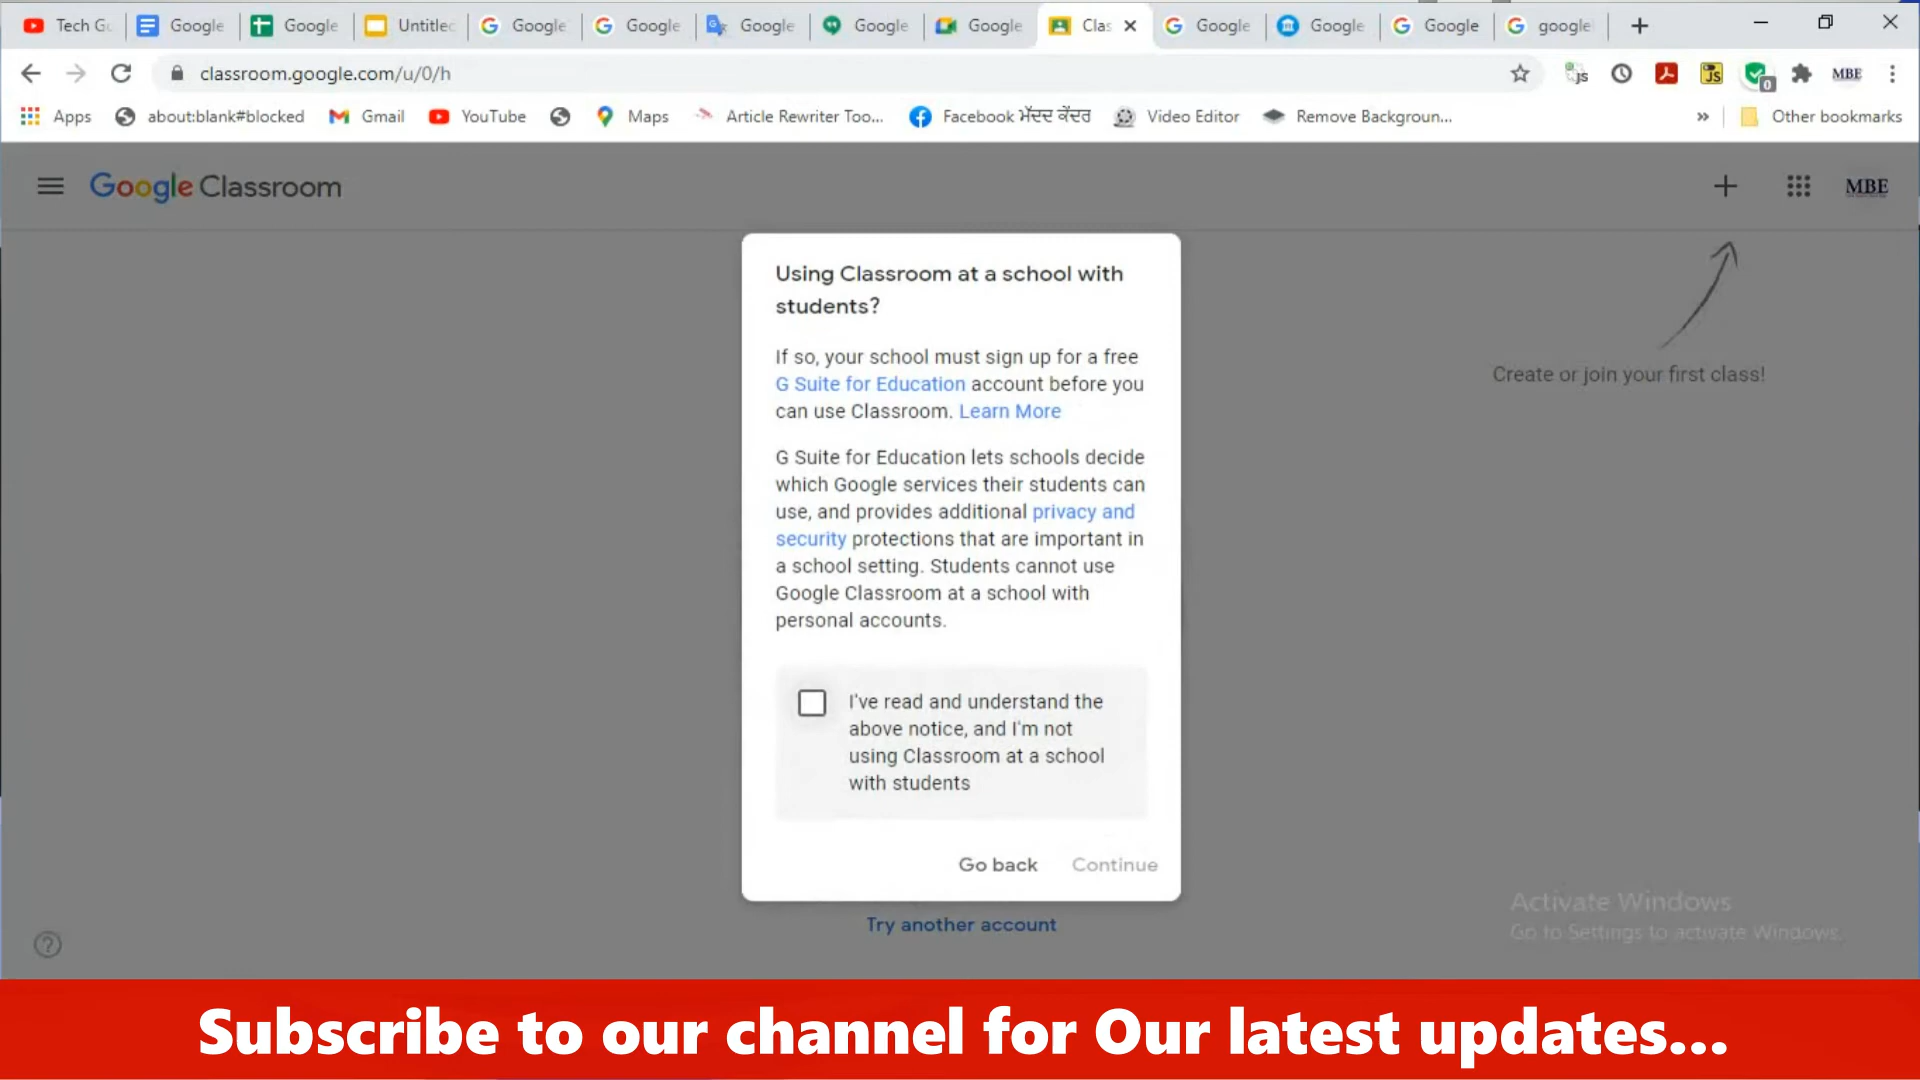 Tech Gu
Google
Google
Untitled
Google
Google
Google
Google
Google
Clas
Google
Google
Google
google
classroom.google.com/u/0/h
JS
JS
0
MBE
Apps
about:blank#blocked
Gmail
YouTube
Maps
Article Rewriter Too...
Facebook ਮੱਦਦ ਕੇਂਦਰ
Video Editor
Remove Backgroun...
»
Other bookmarks
Google Classroom
MBE
Create or join your first class!
Using Classroom at a school with
students?
If so, your school must sign up for a free
G Suite for Education account before you
can use Classroom. Learn More
G Suite for Education lets schools decide
which Google services their students can
use, and provides additional privacy and
security protections that are important in
a school setting. Students cannot use
Google Classroom at a school with
personal accounts.
I've read and understand the
above notice, and I'm not
using Classroom at a school
with students
Go back
Continue
Try another account
Activate Windows
Go to Settings to activate Windows.
Subscribe to our channel for Our latest updates...